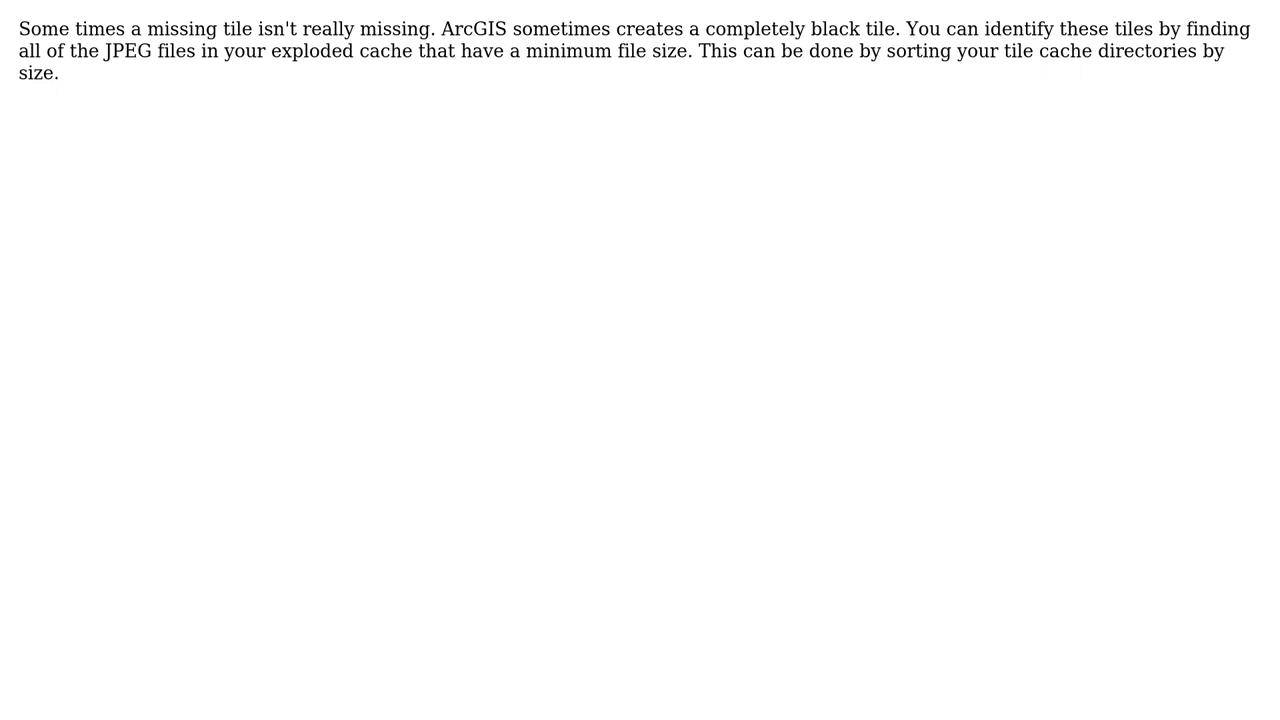 Some times a missing tile isn't really missing. ArcGIS sometimes creates a completely black tile. You can identify these tiles by finding
all of the JPEG files in your exploded cache that have a minimum file size. This can be done by sorting your tile cache directories by
size.